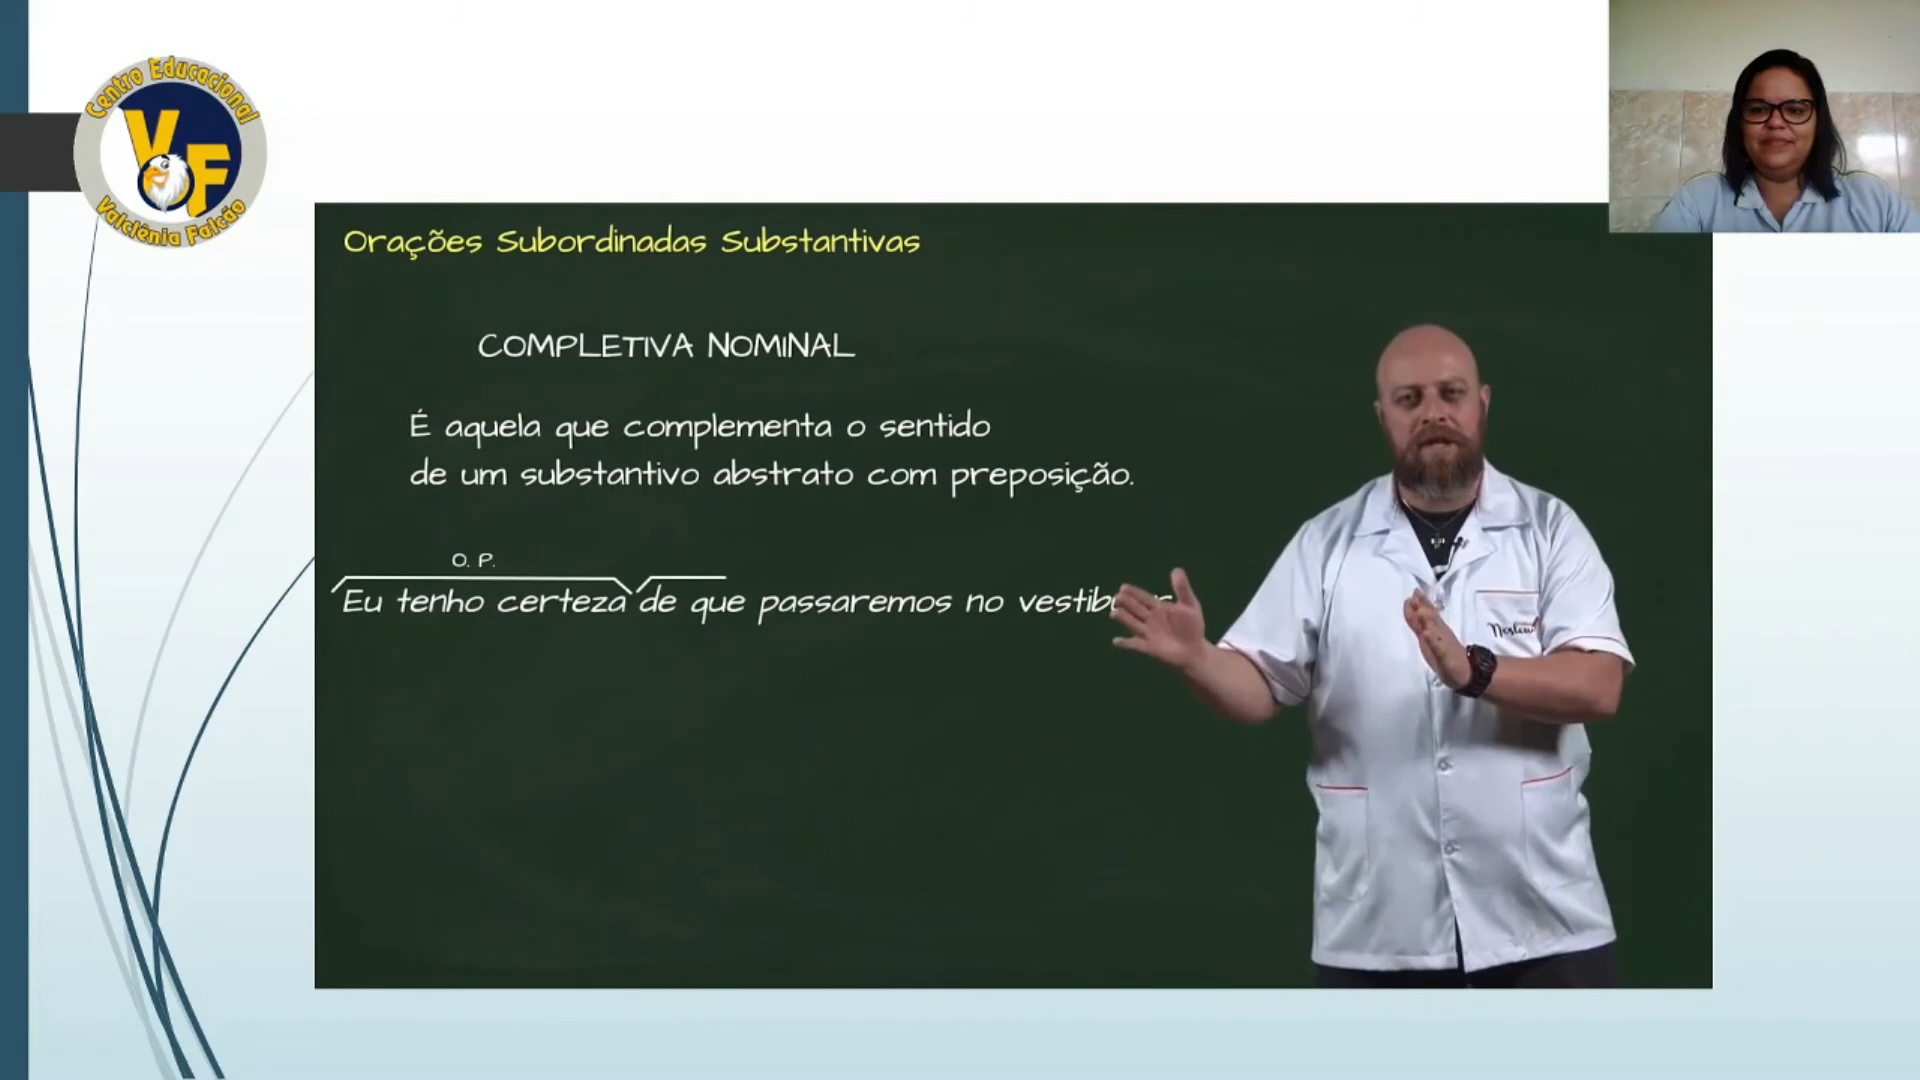 Centro Educacional
VF
Valciênia Falcão
Orações Subordinadas Substantivas
COMPLETIVA NOMINAL
É aquela que complementa o sentido
de um substantivo abstrato com preposição.
O. P.
Eu tenho certeza de que passaremos no